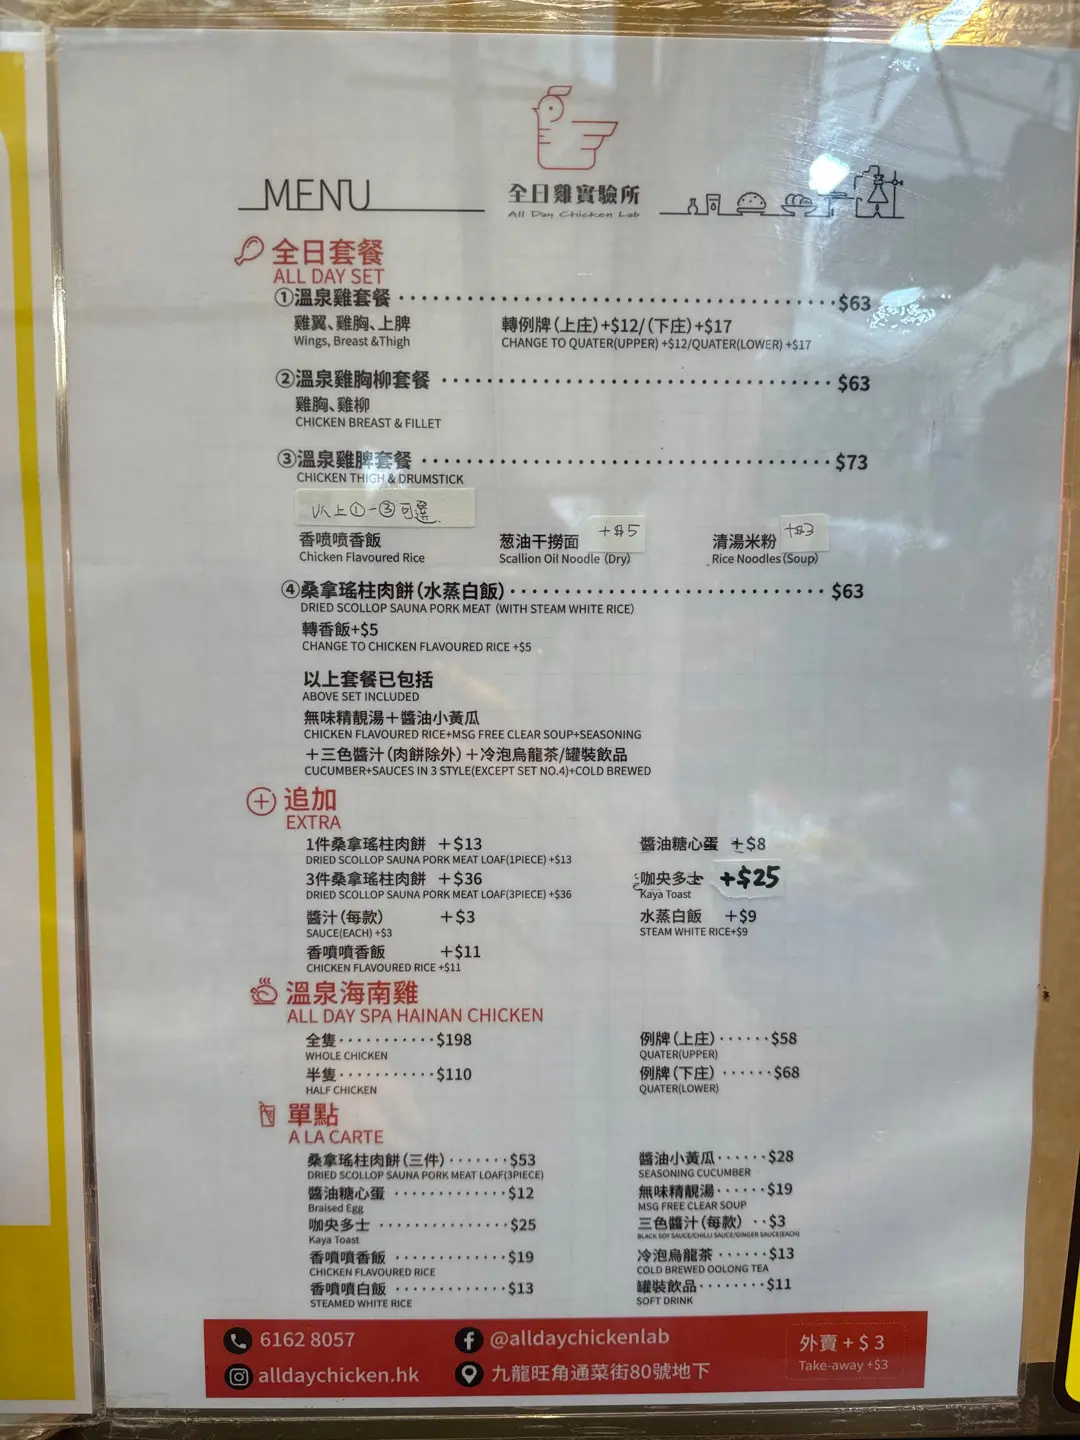 MENU
全日雞實驗所
All Day Chicken Lab
全日套餐
ALL DAY SET
①溫泉雞套餐 $63
雞翼、雞胸、上脾 轉例牌(上庄)+$12/(下庄)+$17
Wings, Breast &Thigh CHANGE TO QUATER(UPPER) +$12/QUATER(LOWER) +$17
②溫泉雞胸柳套餐 $63
雞胸、雞柳
CHICKEN BREAST & FILLET
③溫泉雞脾套餐 $73
CHICKEN THIGH & DRUMSTICK
以上①-③可選
香噴噴香飯 葱油干撈面 +$5 清湯米粉 +$3
Chicken Flavoured Rice Scallion Oil Noodle (Dry) Rice Noodles (Soup)
④桑拿瑤柱肉餅(水蒸白飯) $63
DRIED SCOLLOP SAUNA PORK MEAT (WITH STEAM WHITE RICE)
轉香飯+$5
CHANGE TO CHICKEN FLAVOURED RICE +$5
以上套餐已包括
ABOVE SET INCLUDED
無味精靚湯+醬油小黃瓜
CHICKEN FLAVOURED RICE+MSG FREE CLEAR SOUP+SEASONING
+三色醬汁(肉餅除外)+冷泡烏龍茶/罐裝飲品
CUCUMBER+SAUCES IN 3 STYLE(EXCEPT SET NO.4)+COLD BREWED
追加
EXTRA
1件桑拿瑤柱肉餅 +$13 醬油糖心蛋 +$8
DRIED SCOLLOP SAUNA PORK MEAT LOAF(1PIECE) +$13
3件桑拿瑤柱肉餅 +$36 咖央多士 +$25
DRIED SCOLLOP SAUNA PORK MEAT LOAF(3PIECE) +$36 Kaya Toast
醬汁(每款) +$3 水蒸白飯 +$9
SAUCE(EACH) +$3 STEAM WHITE RICE+$9
香噴噴香飯 +$11
CHICKEN FLAVOURED RICE +$11
溫泉海南雞
ALL DAY SPA HAINAN CHICKEN
全隻 $198 例牌(上庄) $58
WHOLE CHICKEN QUATER(UPPER)
半隻 $110 例牌(下庄) $68
HALF CHICKEN QUATER(LOWER)
單點
A LA CARTE
桑拿瑤柱肉餅(三件) $53 醬油小黃瓜 $28
DRIED SCOLLOP SAUNA PORK MEAT LOAF(3PIECE) SEASONING CUCUMBER
醬油糖心蛋 $12 無味精靚湯 $19
Braised Egg MSG FREE CLEAR SOUP
咖央多士 $25 三色醬汁(每款) $3
Kaya Toast BLACK SOY SAUCE/CHILLI SAUCE/GINGER SAUCE(EACH)
香噴噴香飯 $19 冷泡烏龍茶 $13
CHICKEN FLAVOURED RICE COLD BREWED OOLONG TEA
香噴噴白飯 $13 罐裝飲品 $11
STEAMED WHITE RICE SOFT DRINK
6162 8057 @alldaychickenlab 外賣+$3
alldaychicken.hk 九龍旺角通菜街80號地下 Take-away +$3